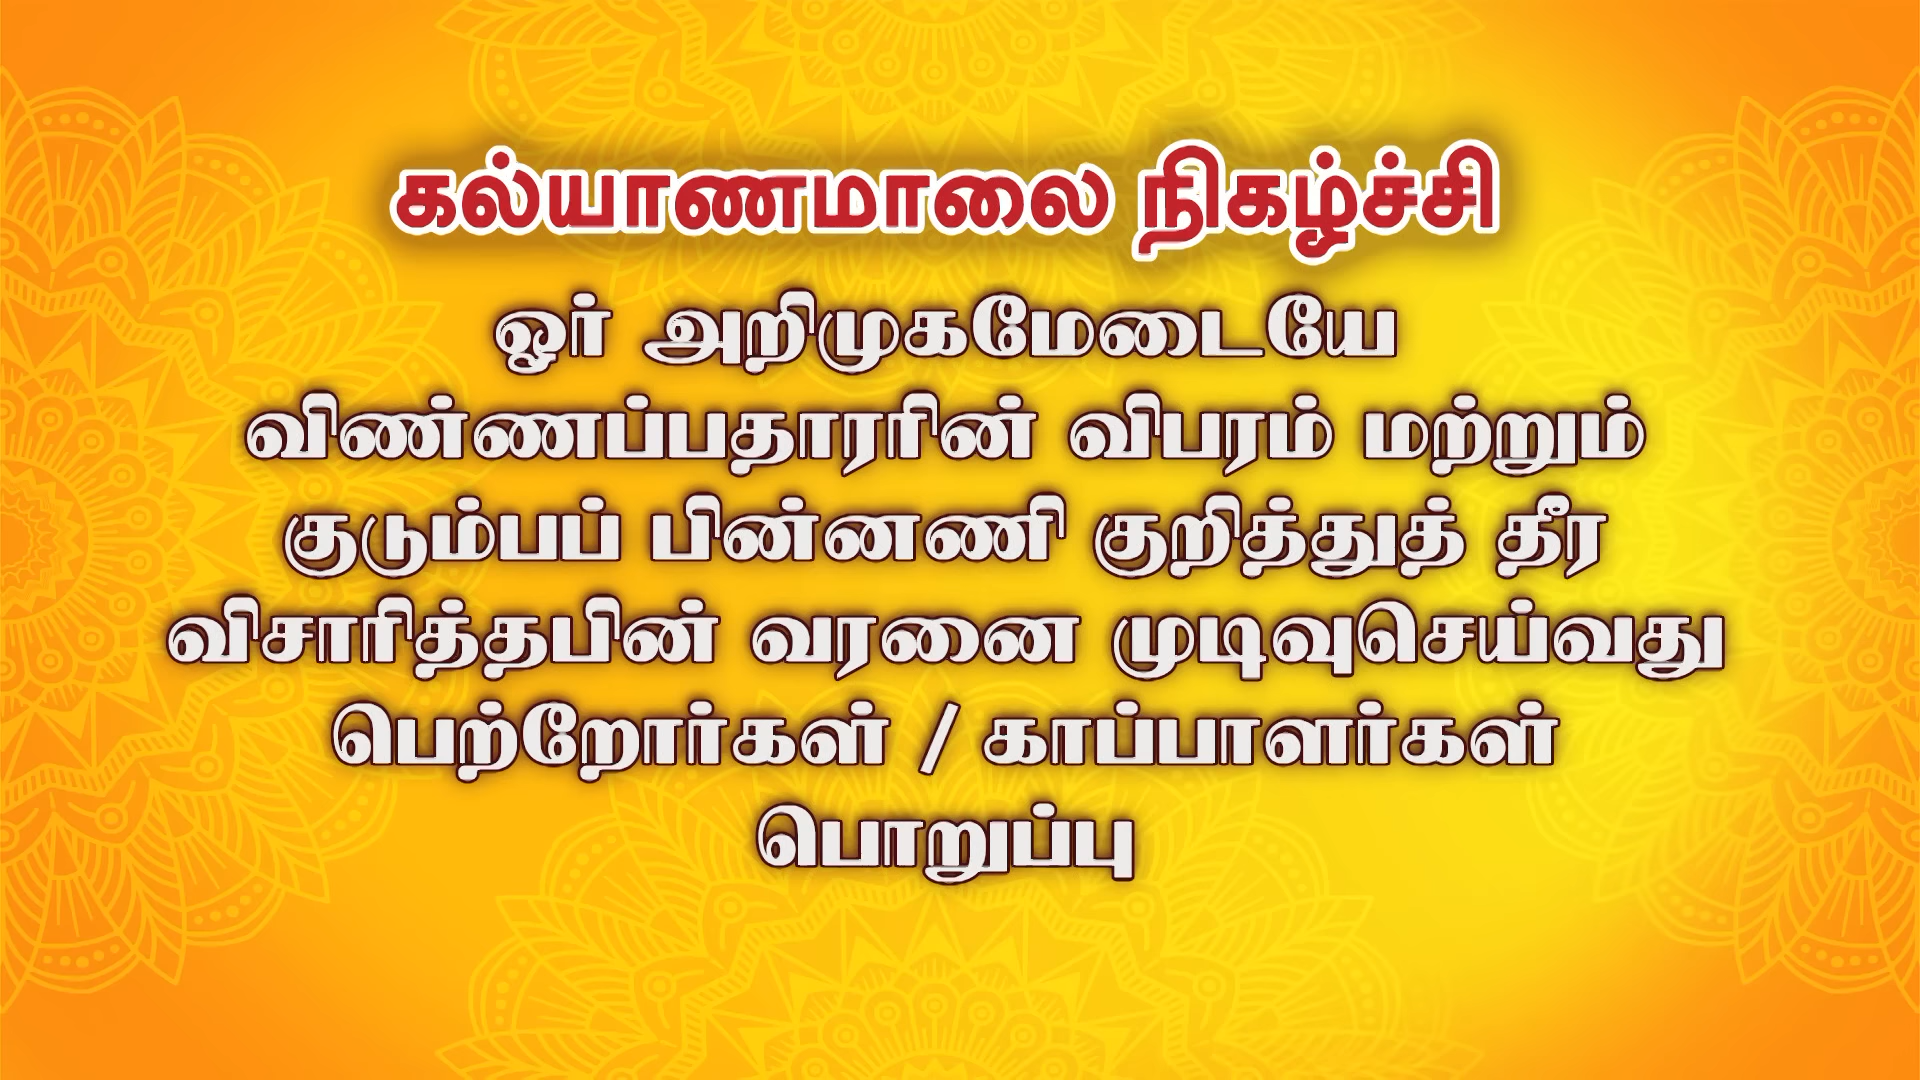 கல்யாணமாலை நிகழ்ச்சி
ஓர் அறிமுகமேடையே
விண்ணப்பதாரரின் விபரம் மற்றும்
குடும்பப் பின்னணி குறித்துத் தீர
விசாரித்தபின் வரனை முடிவுசெய்வது
பெற்றோர்கள் / காப்பாளர்கள்
பொறுப்பு